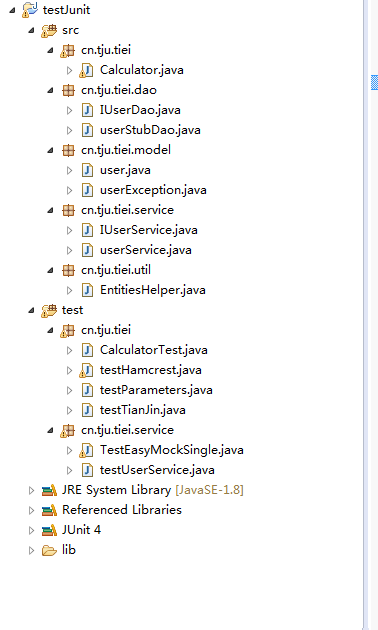 testJunit
src
cn.tju.tiei
Calculator.java
cn.tju.tiei.dao
IUserDao.java
userStubDao.java
cn.tju.tiei.model
user.java
userException.java
cn.tju.tiei.service
IUserService.java
userService.java
cn.tju.tiei.util
EntitiesHelper.java
test
cn.tju.tiei
CalculatorTest.java
testHamcrest.java
testParameters.java
testTianJin.java
cn.tju.tiei.service
TestEasyMockSingle.java
testUserService.java
JRE System Library [JavaSE-1.8]
Referenced Libraries
JUnit 4
lib